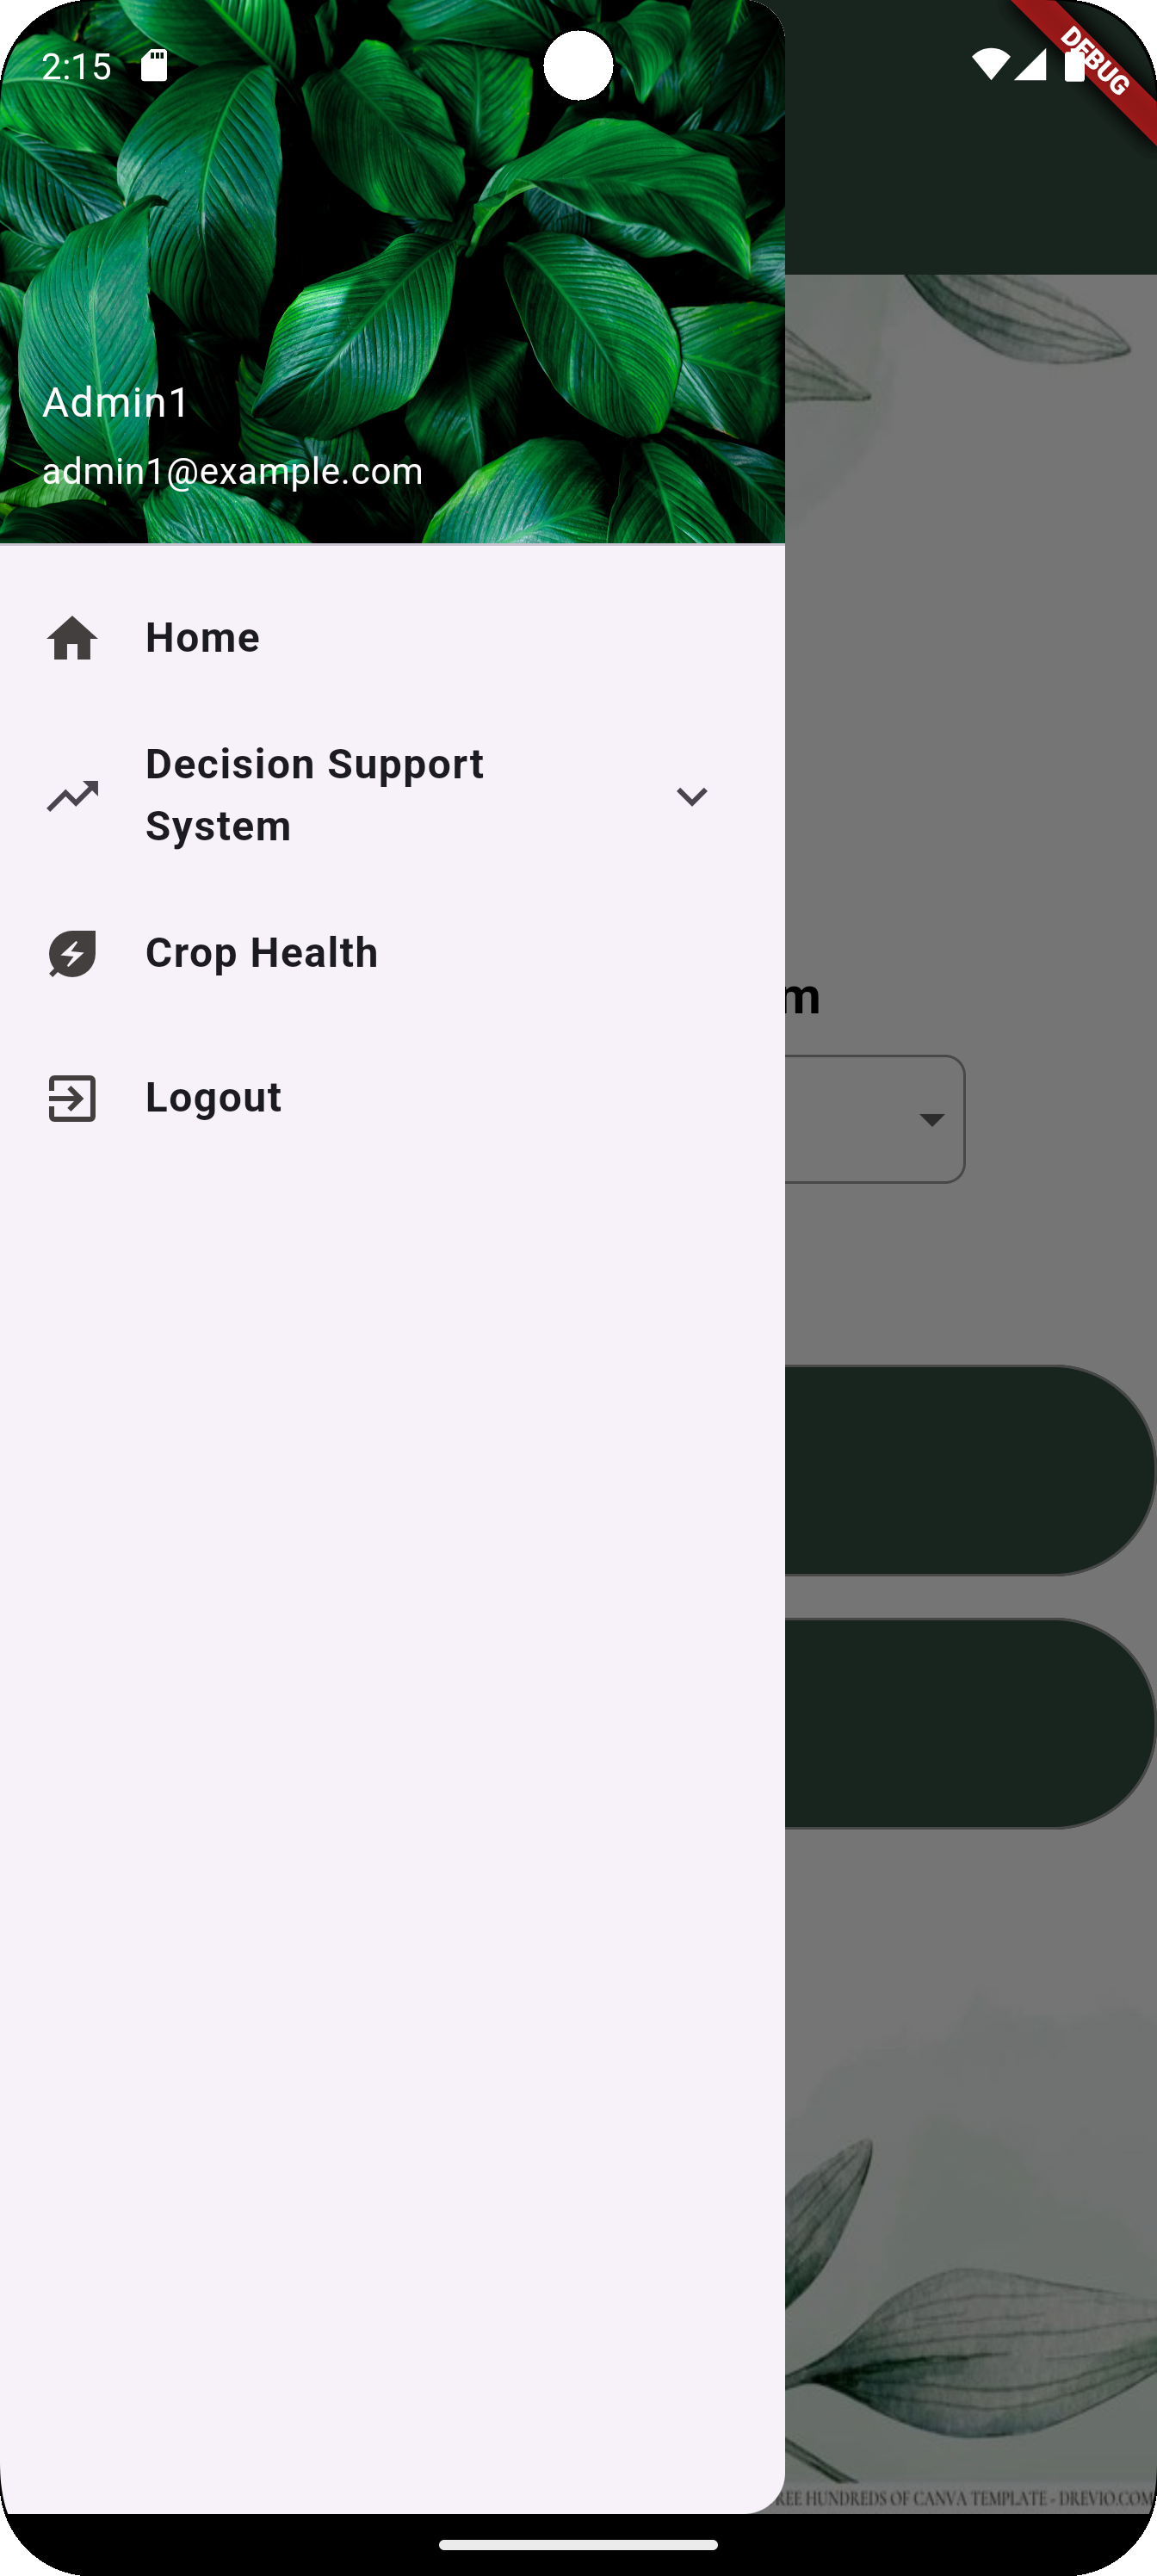 2:15
DEBUG
Admin1
admin1@example.com
Home
Decision Support
System
Crop Health
m
Logout
HUNDREDS OF CANVA TEMPLATE - DREVIO.COM